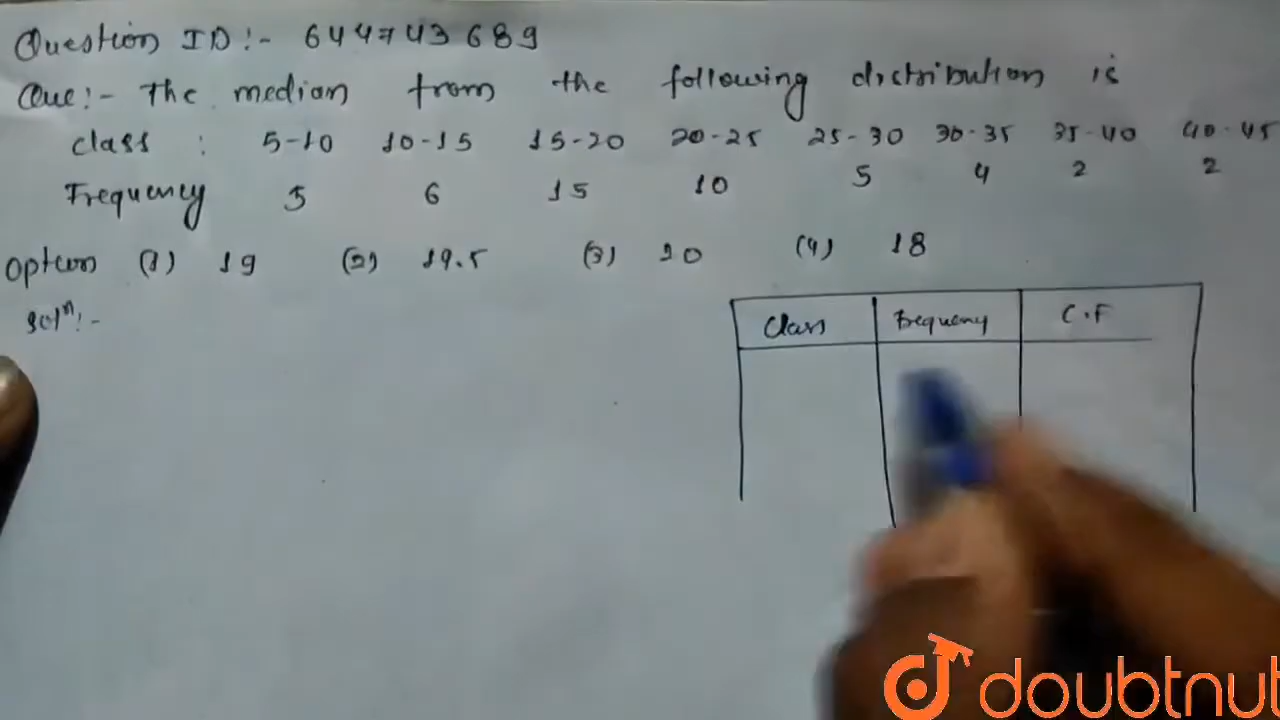 Question ID:- 644743689
Que:- The median from the following distribution is
class : 5-10 10-15 15-20 20-25 25-30 30-35 35-40 40-45
Frequency 5 6 15 10 5 4 2 2
option (1) 19 (2) 19.5 (3) 20 (4) 18
solⁿ:-
Class Frequency C.F
doubtnut